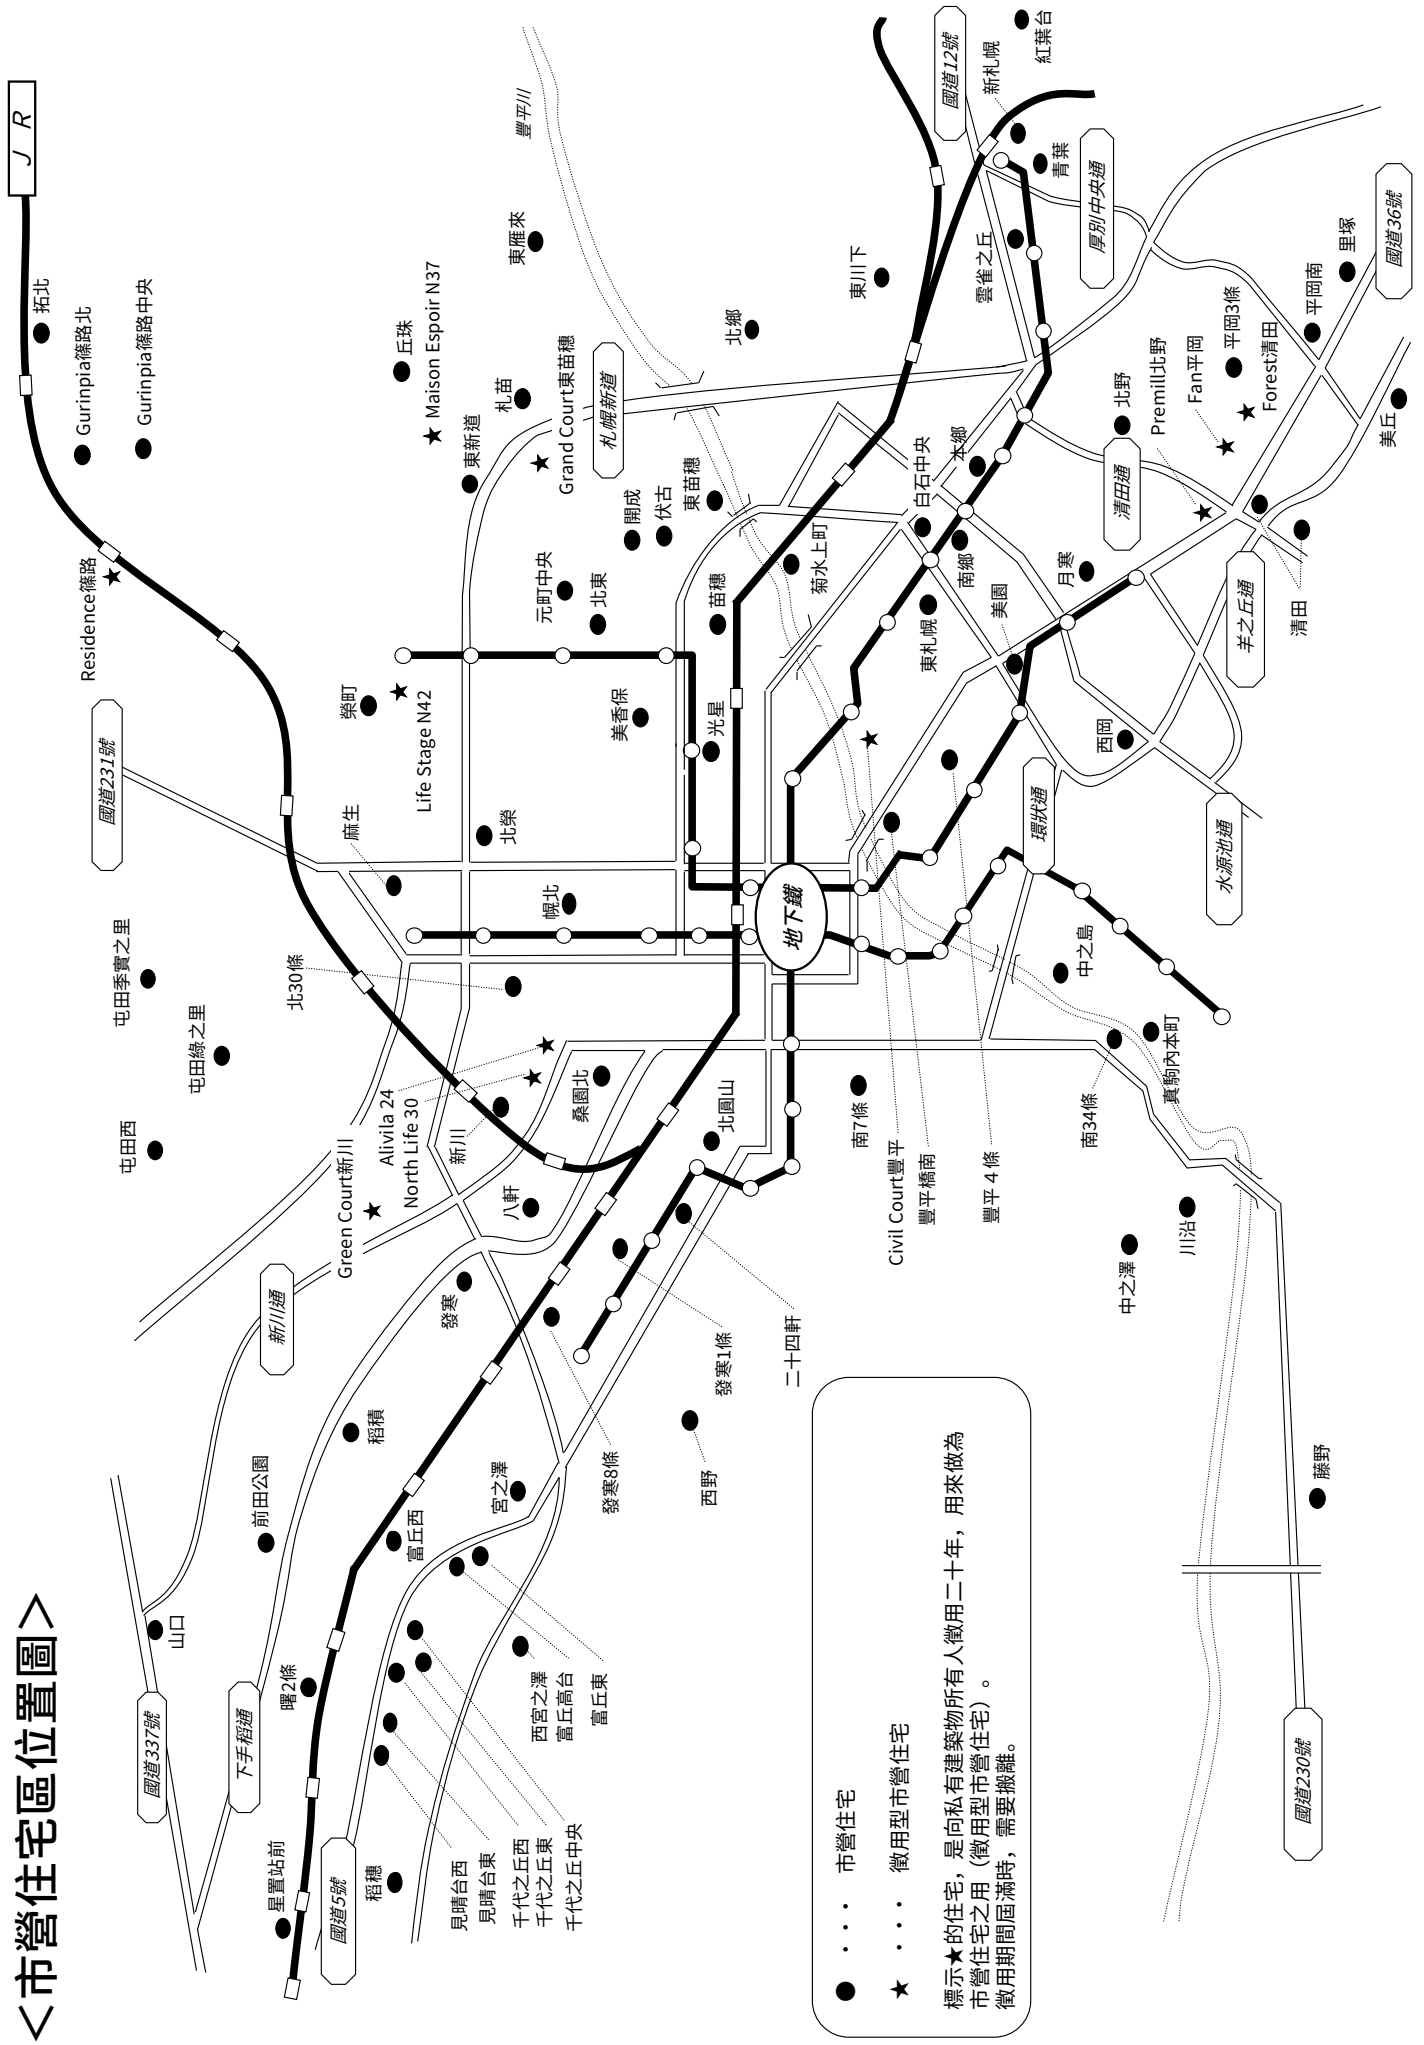 <市營住宅區位置圖>
JR
拓北
Gurinpia篠路北
Gurinpia篠路中央
Residence篠路
國道231號
屯田季實之里
屯田綠之里
屯田西
豐平川
東雁來
丘珠
Maison Espoir N37
札苗
Grand Court東苗穗
東新道
札幌新道
開成
伏古
東苗穗
元町中央
北東
苗穗
榮町
Life Stage N42
美香保
光星
麻生
北榮
幌北
北30條
Alivila 24
North Life 30
新川
Green Court新川
桑園北
八軒
北圓山
地下鐵
國道12號
新札幌
紅葉台
青葉
厚別中央通
雲雀之丘
東川下
北鄉
里塚
國道36號
平岡南
平岡3條
Forest清田
Fan平岡
Premill北野
北野
清田通
美丘
清田
羊之丘通
本鄉
白石中央
南鄉
菊水上町
東札幌
美園
月寒
西岡
環狀通
水源池通
中之島
真駒內本町
南34條
南7條
Civil Court豐平
豐平橋南
豐平4條
川沿
中之澤
藤野
國道230號
新川通
發寒
發寒1條
二十四軒
發寒8條
西野
稻積
前田公園
宮之澤
富丘西
山口
國道337號
下手稻通
曙2條
西宮之澤
富丘高台
富丘東
星置站前
國道5號
稻穗
見晴台西
見晴台東
千代之丘西
千代之丘東
千代之丘中央
● ・・・ 市營住宅
★ ・・・ 徵用型市營住宅
標示★的住宅，是向私有建築物所有人徵用二十年，用來做為
市營住宅之用（徵用型市營住宅）。
徵用期間屆滿時，需要搬離。